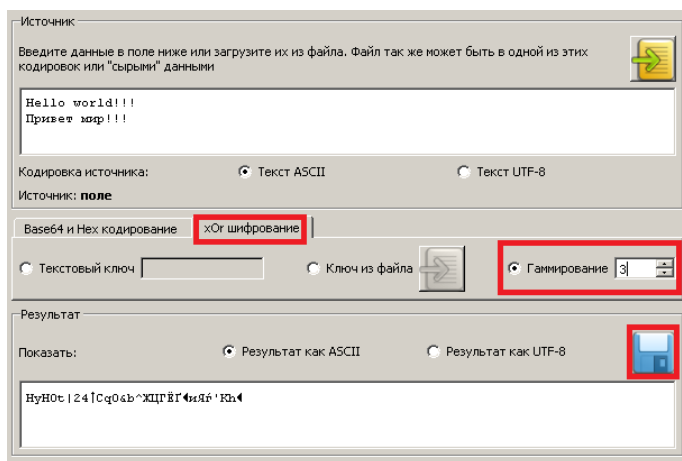 Источник
Введите данные в поле ниже или загрузите их из файла. Файл так же может быть в одной из этих
кодировок или "сырыми" данными
Hello world!!!
Привет мир!!!
Кодировка источника: Текст ASCII Текст UTF-8
Источник: поле
Base64 и Hex кодирование xOr шифрование
Текстовый ключ Ключ из файла Гаммирование 3
Результат
Показать: Результат как ASCII Результат как UTF-8